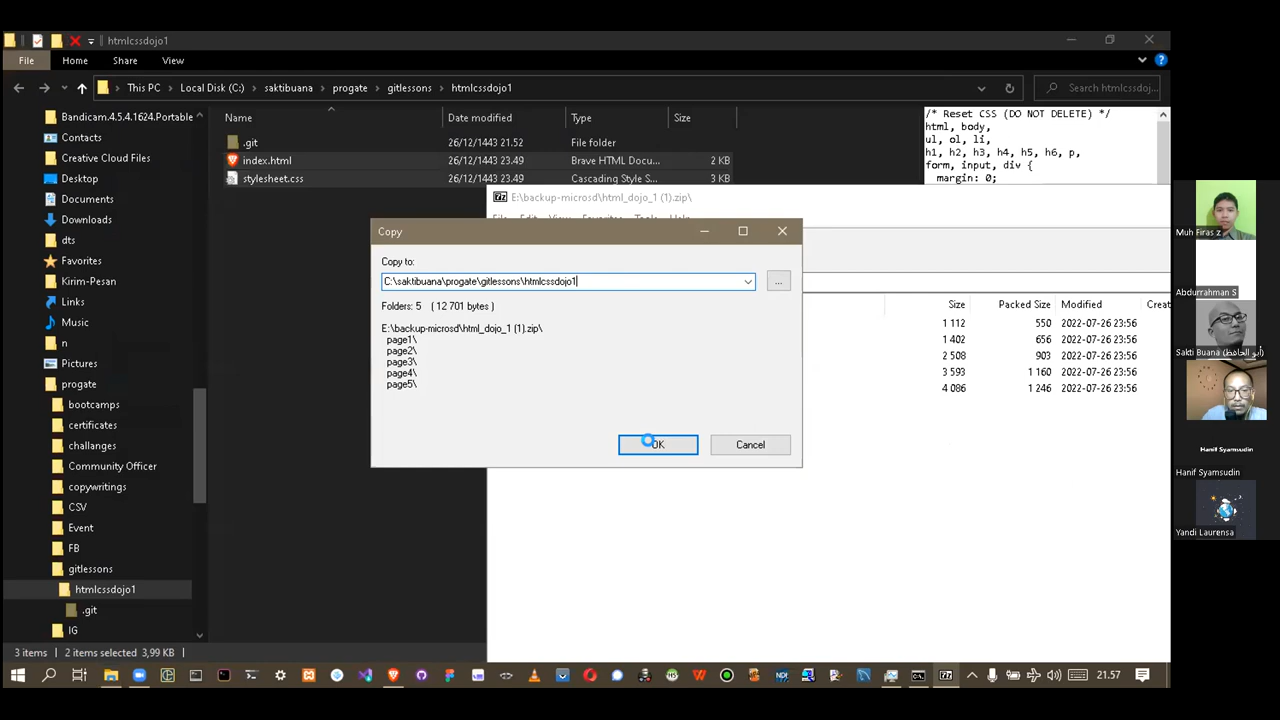 htmlcssdojo1
File
Home
Share
View
This PC
Local Disk (C:)
saktibuana
progate
gitlessons
htmlcssdojo1
Search htmlcssdoj...
Bandicam.4.5.4.1624.Portable
Contacts
Creative Cloud Files
Desktop
Documents
Downloads
dts
Favorites
Kirim-Pesan
Links
Music
n
Pictures
progate
bootcamps
certificates
challanges
Community Officer
copywritings
CSV
Event
FB
gitlessons
htmlcssdojo1
.git
IG
Name Date modified Type Size
.git 26/12/1443 21.52 File folder
index.html 26/12/1443 23.49 Brave HTML Docu... 2 KB
stylesheet.css 26/12/1443 23.49 Cascading Style S... 3 KB
/* Reset CSS (DO NOT DELETE) */
html, body,
ul, ol, li,
h1, h2, h3, h4, h5, h6, p,
form, input, div {
margin: 0;
E:\backup-microsd\html_dojo_1 (1).zip\
File Edit View Favorites Tools Help
Copy
Copy to:
C:\saktibuana\progate\gitlessons\htmlcssdojo1
...
Folders: 5 ( 12 701 bytes )
E:\backup-microsd\html_dojo_1 (1).zip\
page1\
page2\
page3\
page4\
page5\
OK
Cancel
Size Packed Size Modified Creat
1 112 550 2022-07-26 23:56
1 402 656 2022-07-26 23:56
2 508 903 2022-07-26 23:56
3 593 1 160 2022-07-26 23:56
4 086 1 246 2022-07-26 23:56
Muh Firas z
Abdurrahman S
Sakti Buana (أبو الحافظ)
Hanif Syamsudin
Hanif Syamsudin
Yandi Laurensa
3 items
2 items selected 3,99 KB
21.57